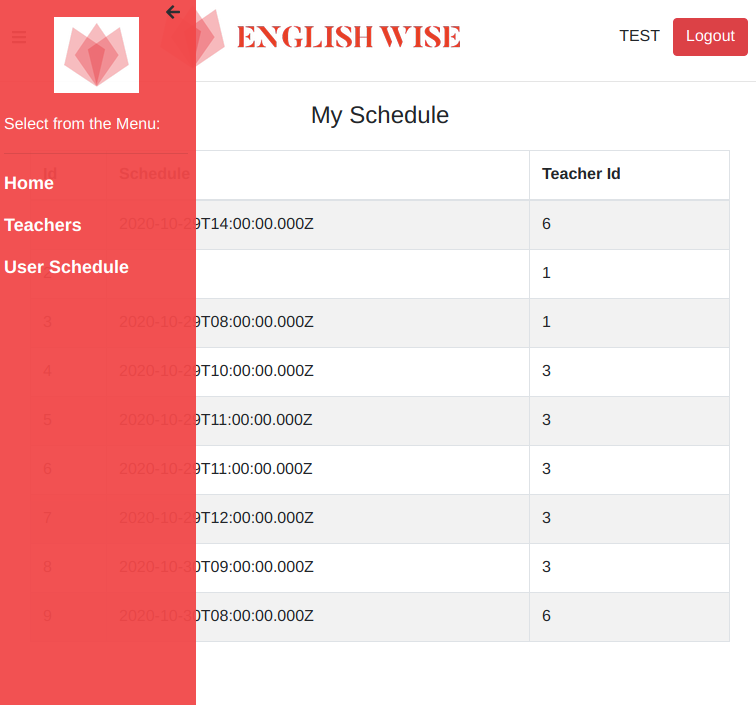 ENGLISH WISE
TEST
Logout
Select from the Menu:
Home
Teachers
User Schedule
My Schedule
Id Schedule Teacher Id
2020-10-29T14:00:00.000Z 6
1
3 2020-10-29T08:00:00.000Z 1
4 2020-10-29T10:00:00.000Z 3
5 2020-10-29T11:00:00.000Z 3
6 2020-10-29T11:00:00.000Z 3
7 2020-10-29T12:00:00.000Z 3
8 2020-10-30T09:00:00.000Z 3
9 2020-10-30T08:00:00.000Z 6